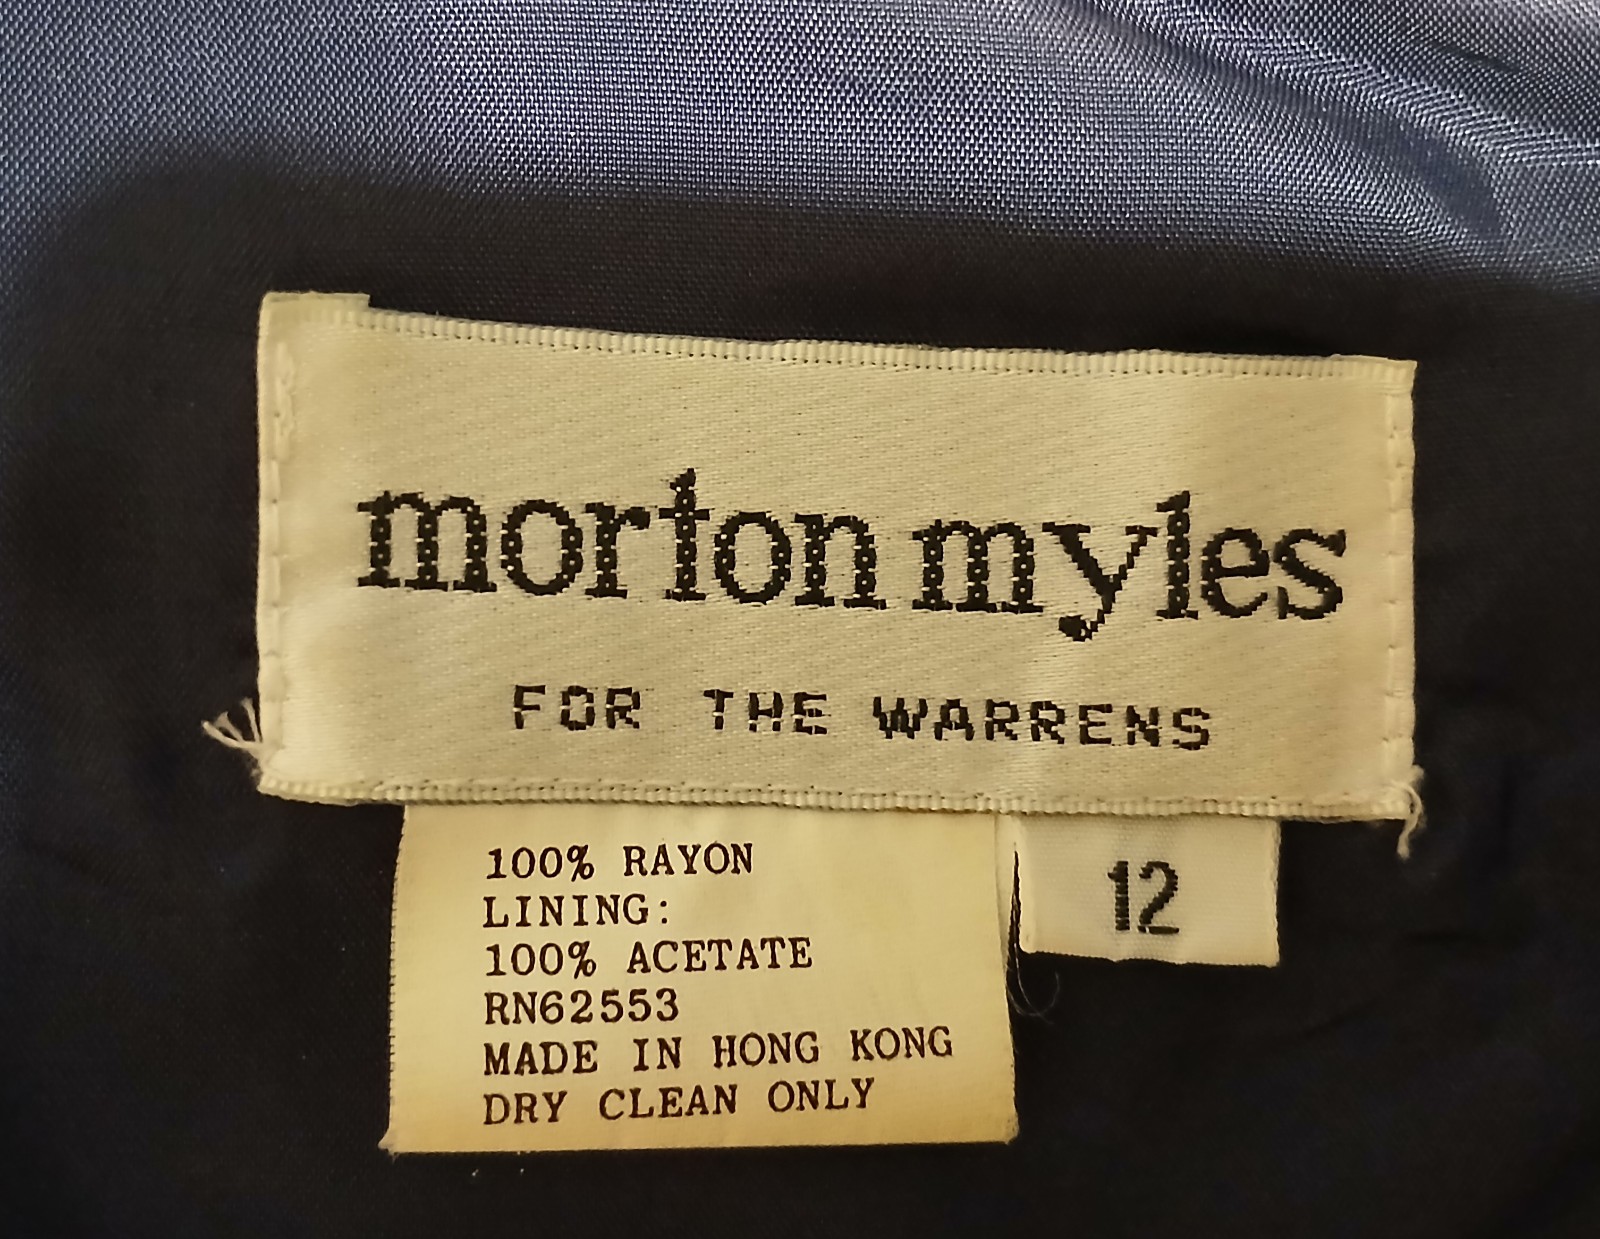 morton myles
FOR THE WARRENS
100% RAYON
LINING:
100% ACETATE
RN62553
MADE IN HONG KONG
DRY CLEAN ONLY
12